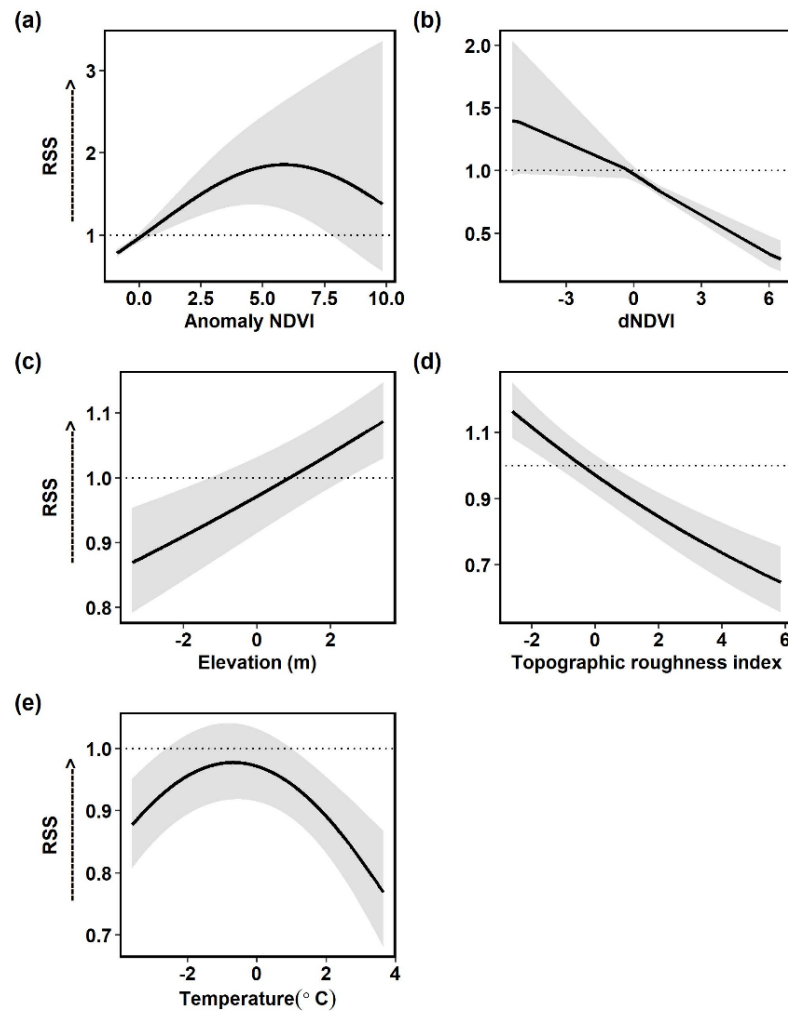 (a)
3
2
1
RSS
0.0 2.5 5.0 7.5 10.0
Anomaly NDVI
(b)
2.0
1.5
1.0
0.5
-3 0 3 6
dNDVI
(c)
1.1
1.0
0.9
0.8
RSS
-2 0 2
Elevation (m)
(d)
1.1
0.9
0.7
-2 0 2 4 6
Topographic roughness index
(e)
1.0
0.9
0.8
0.7
RSS
-2 0 2 4
Temperature(° C)